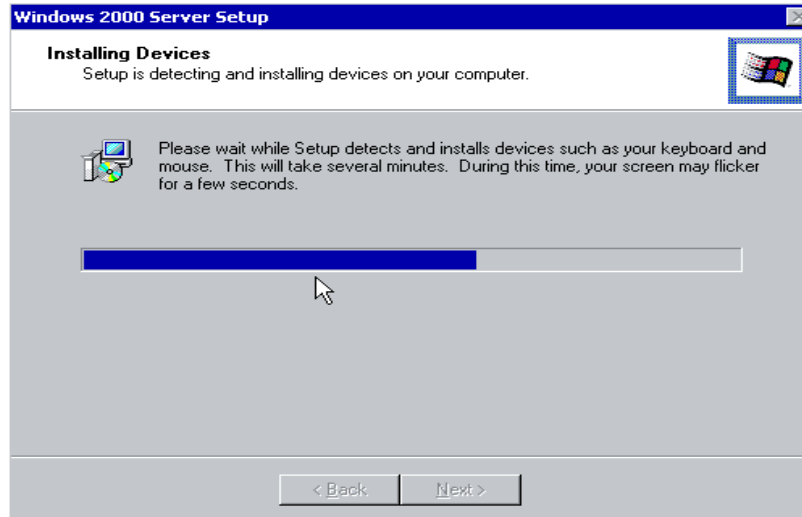 Windows 2000 Server Setup
Installing Devices
Setup is detecting and installing devices on your computer.
Please wait while Setup detects and installs devices such as your keyboard and
mouse.  This will take several minutes.  During this time, your screen may flicker
for a few seconds.
< Back
Next >